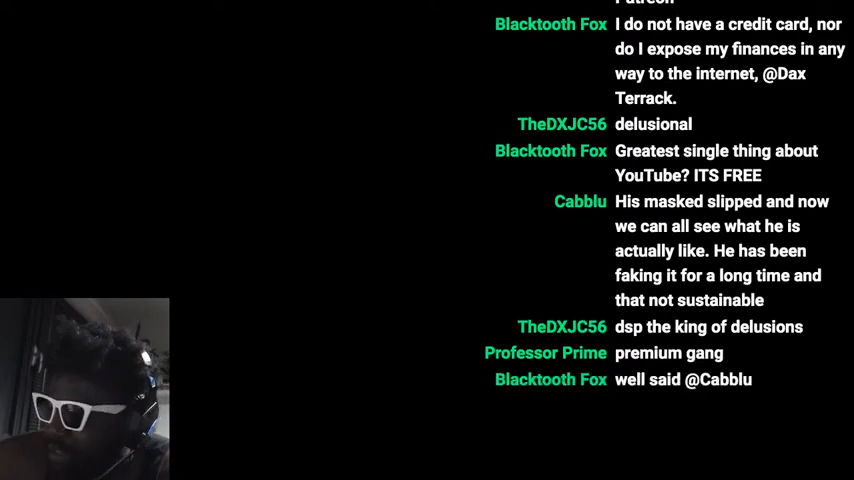 Patreon
Blacktooth Fox I do not have a credit card, nor
do I expose my finances in any
way to the internet, @Dax
Terrack.
TheDXJC56 delusional
Blacktooth Fox Greatest single thing about
YouTube? ITS FREE
Cabblu His masked slipped and now
we can all see what he is
actually like. He has been
faking it for a long time and
that not sustainable
TheDXJC56 dsp the king of delusions
Professor Prime premium gang
Blacktooth Fox well said @Cabblu